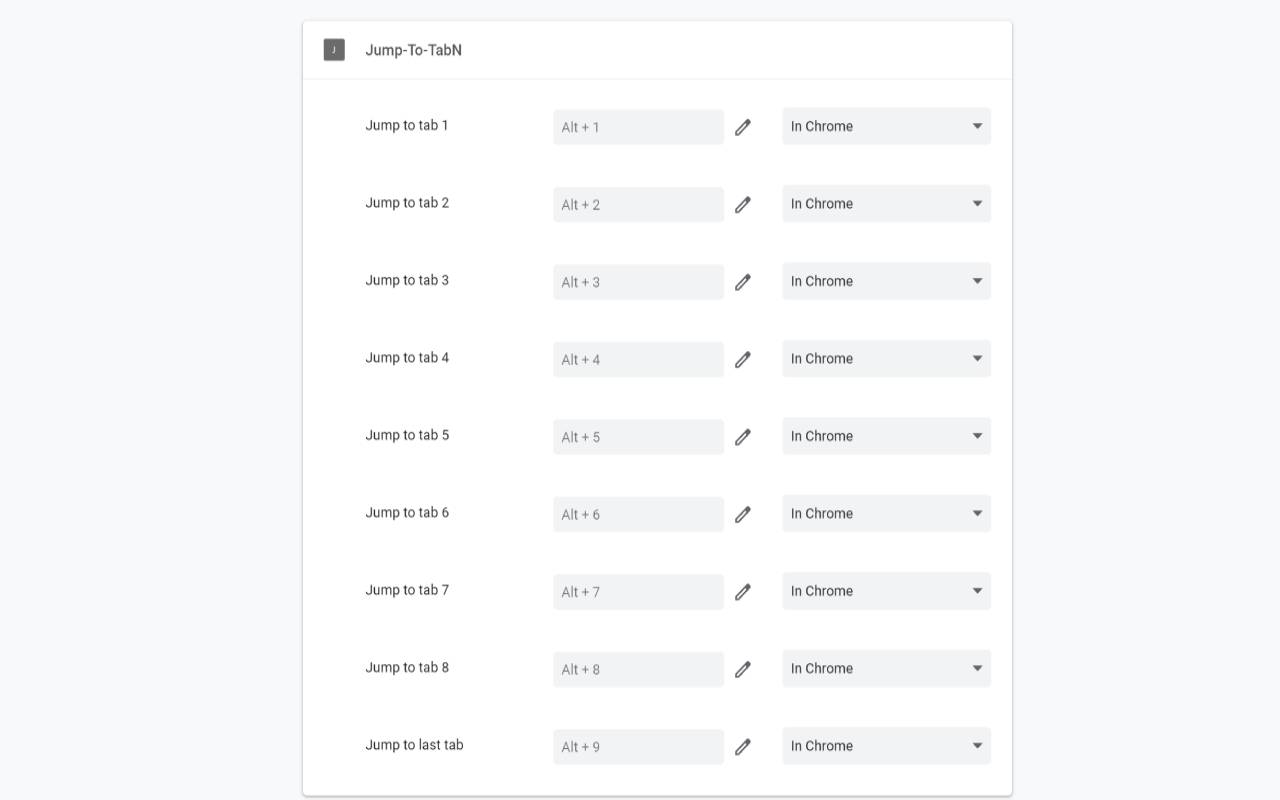 J Jump-To-TabN
Jump to tab 1 Alt + 1 In Chrome
Jump to tab 2 Alt + 2 In Chrome
Jump to tab 3 Alt + 3 In Chrome
Jump to tab 4 Alt + 4 In Chrome
Jump to tab 5 Alt + 5 In Chrome
Jump to tab 6 Alt + 6 In Chrome
Jump to tab 7 Alt + 7 In Chrome
Jump to tab 8 Alt + 8 In Chrome
Jump to last tab Alt + 9 In Chrome